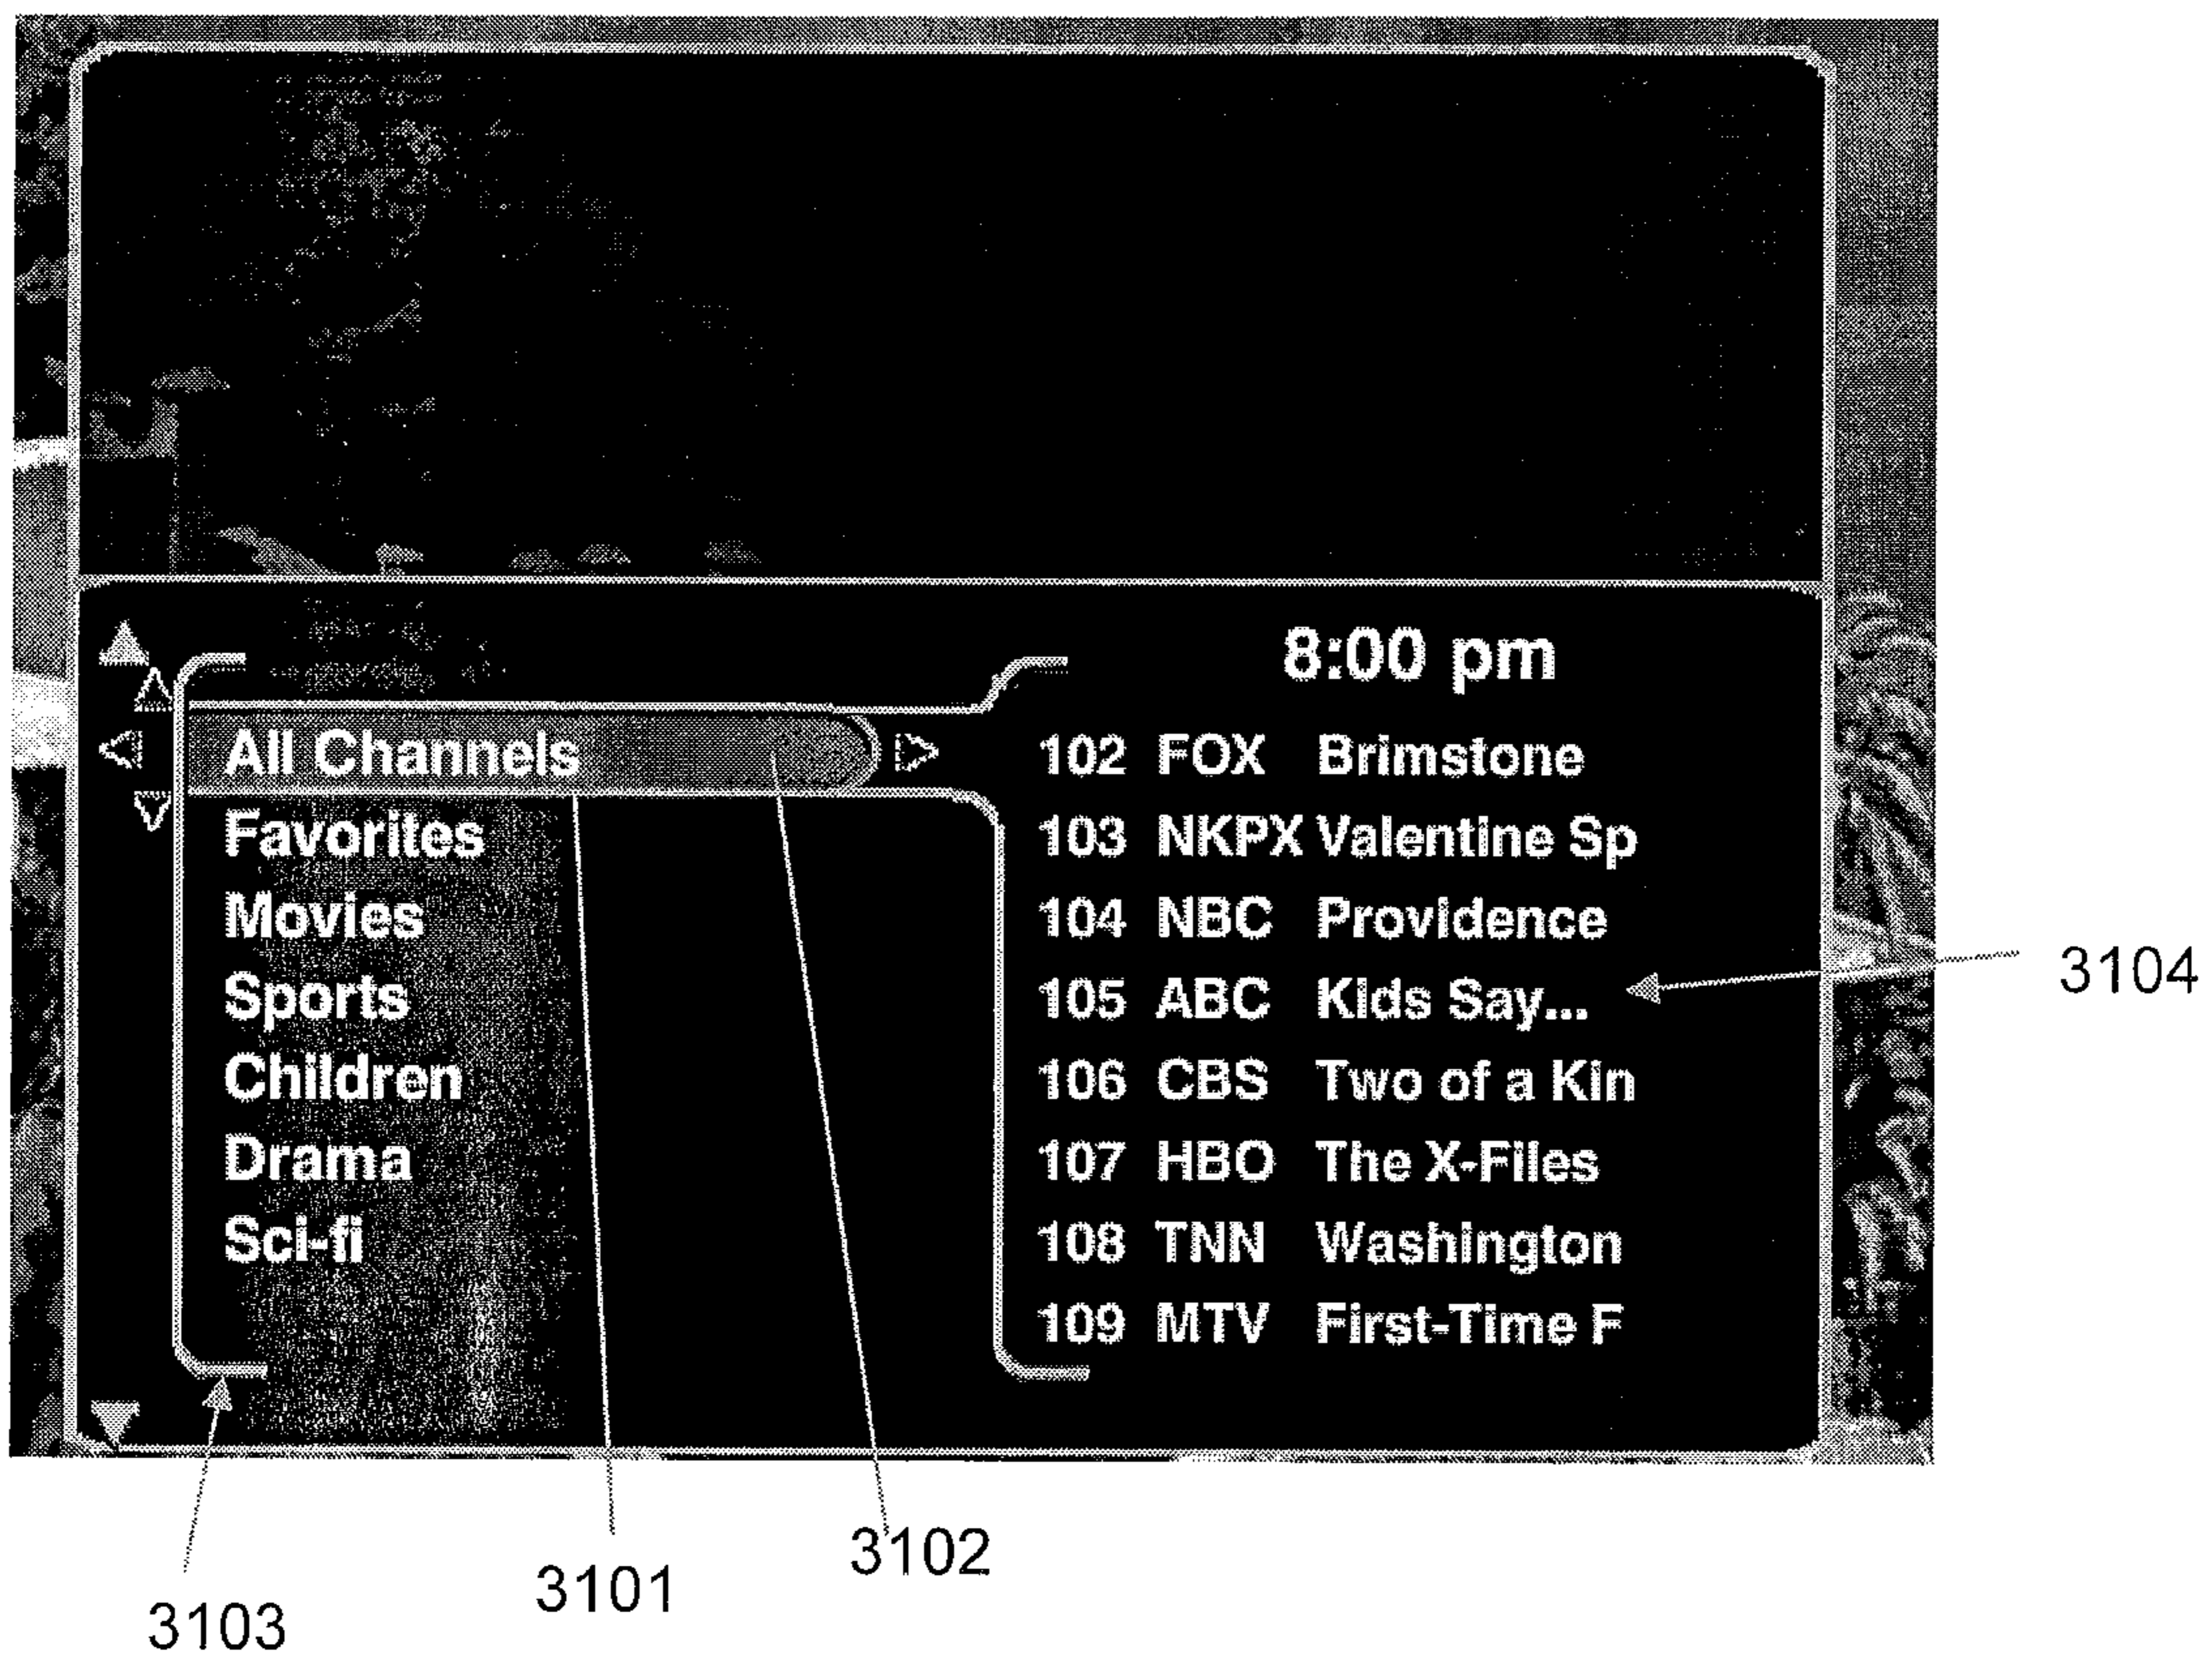 8:00 pm
All Channels
Favorites
Movies
Sports
Children
Drama
Sci-fi
102 FOX Brimstone
103 NKPX Valentine Sp
104 NBC Providence
105 ABC Kids Say...
106 CBS Two of a Kin
107 HBO The X-Files
108 TNN Washington
109 MTV First-Time F
3104
3102
3101
3103